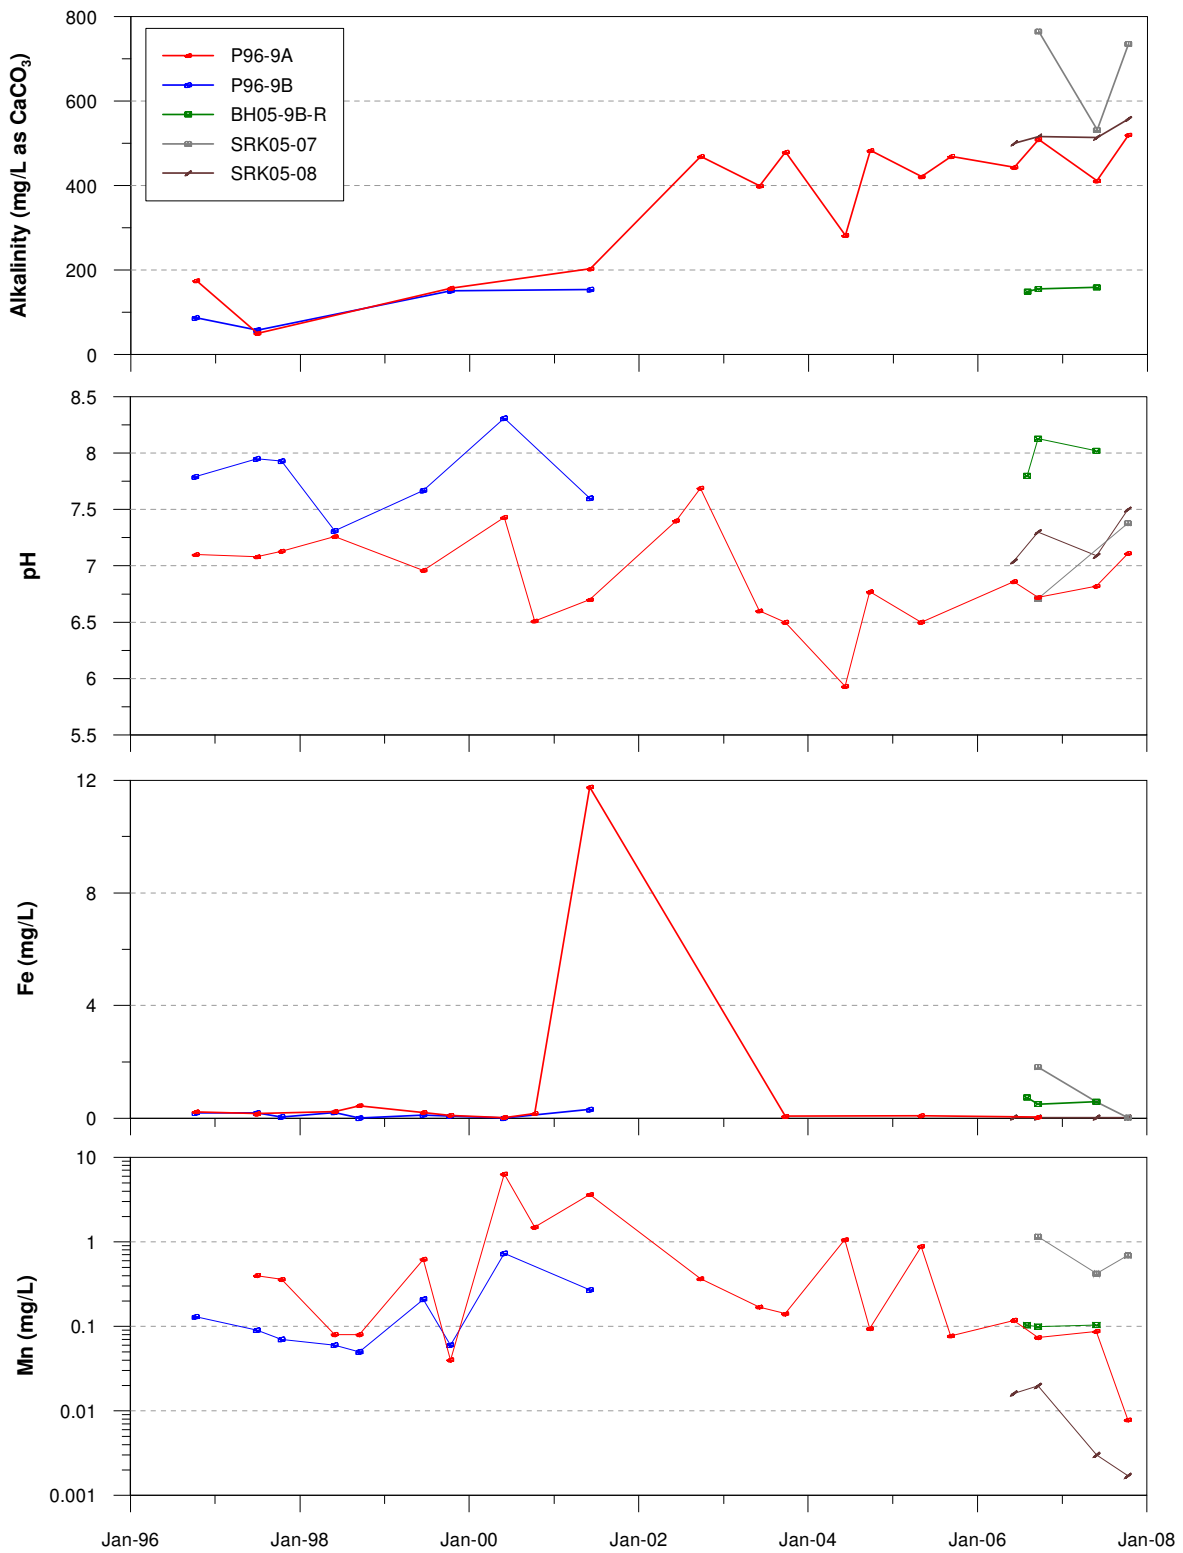 Alkalinity (mg/L as CaCO₃)
800
600
400
200
0
P96-9A
P96-9B
BH05-9B-R
SRK05-07
SRK05-08
pH
8.5
8
7.5
7
6.5
6
5.5
Fe (mg/L)
12
8
4
0
Mn (mg/L)
10
1
0.1
0.01
0.001
Jan-96 Jan-98 Jan-00 Jan-02 Jan-04 Jan-06 Jan-08